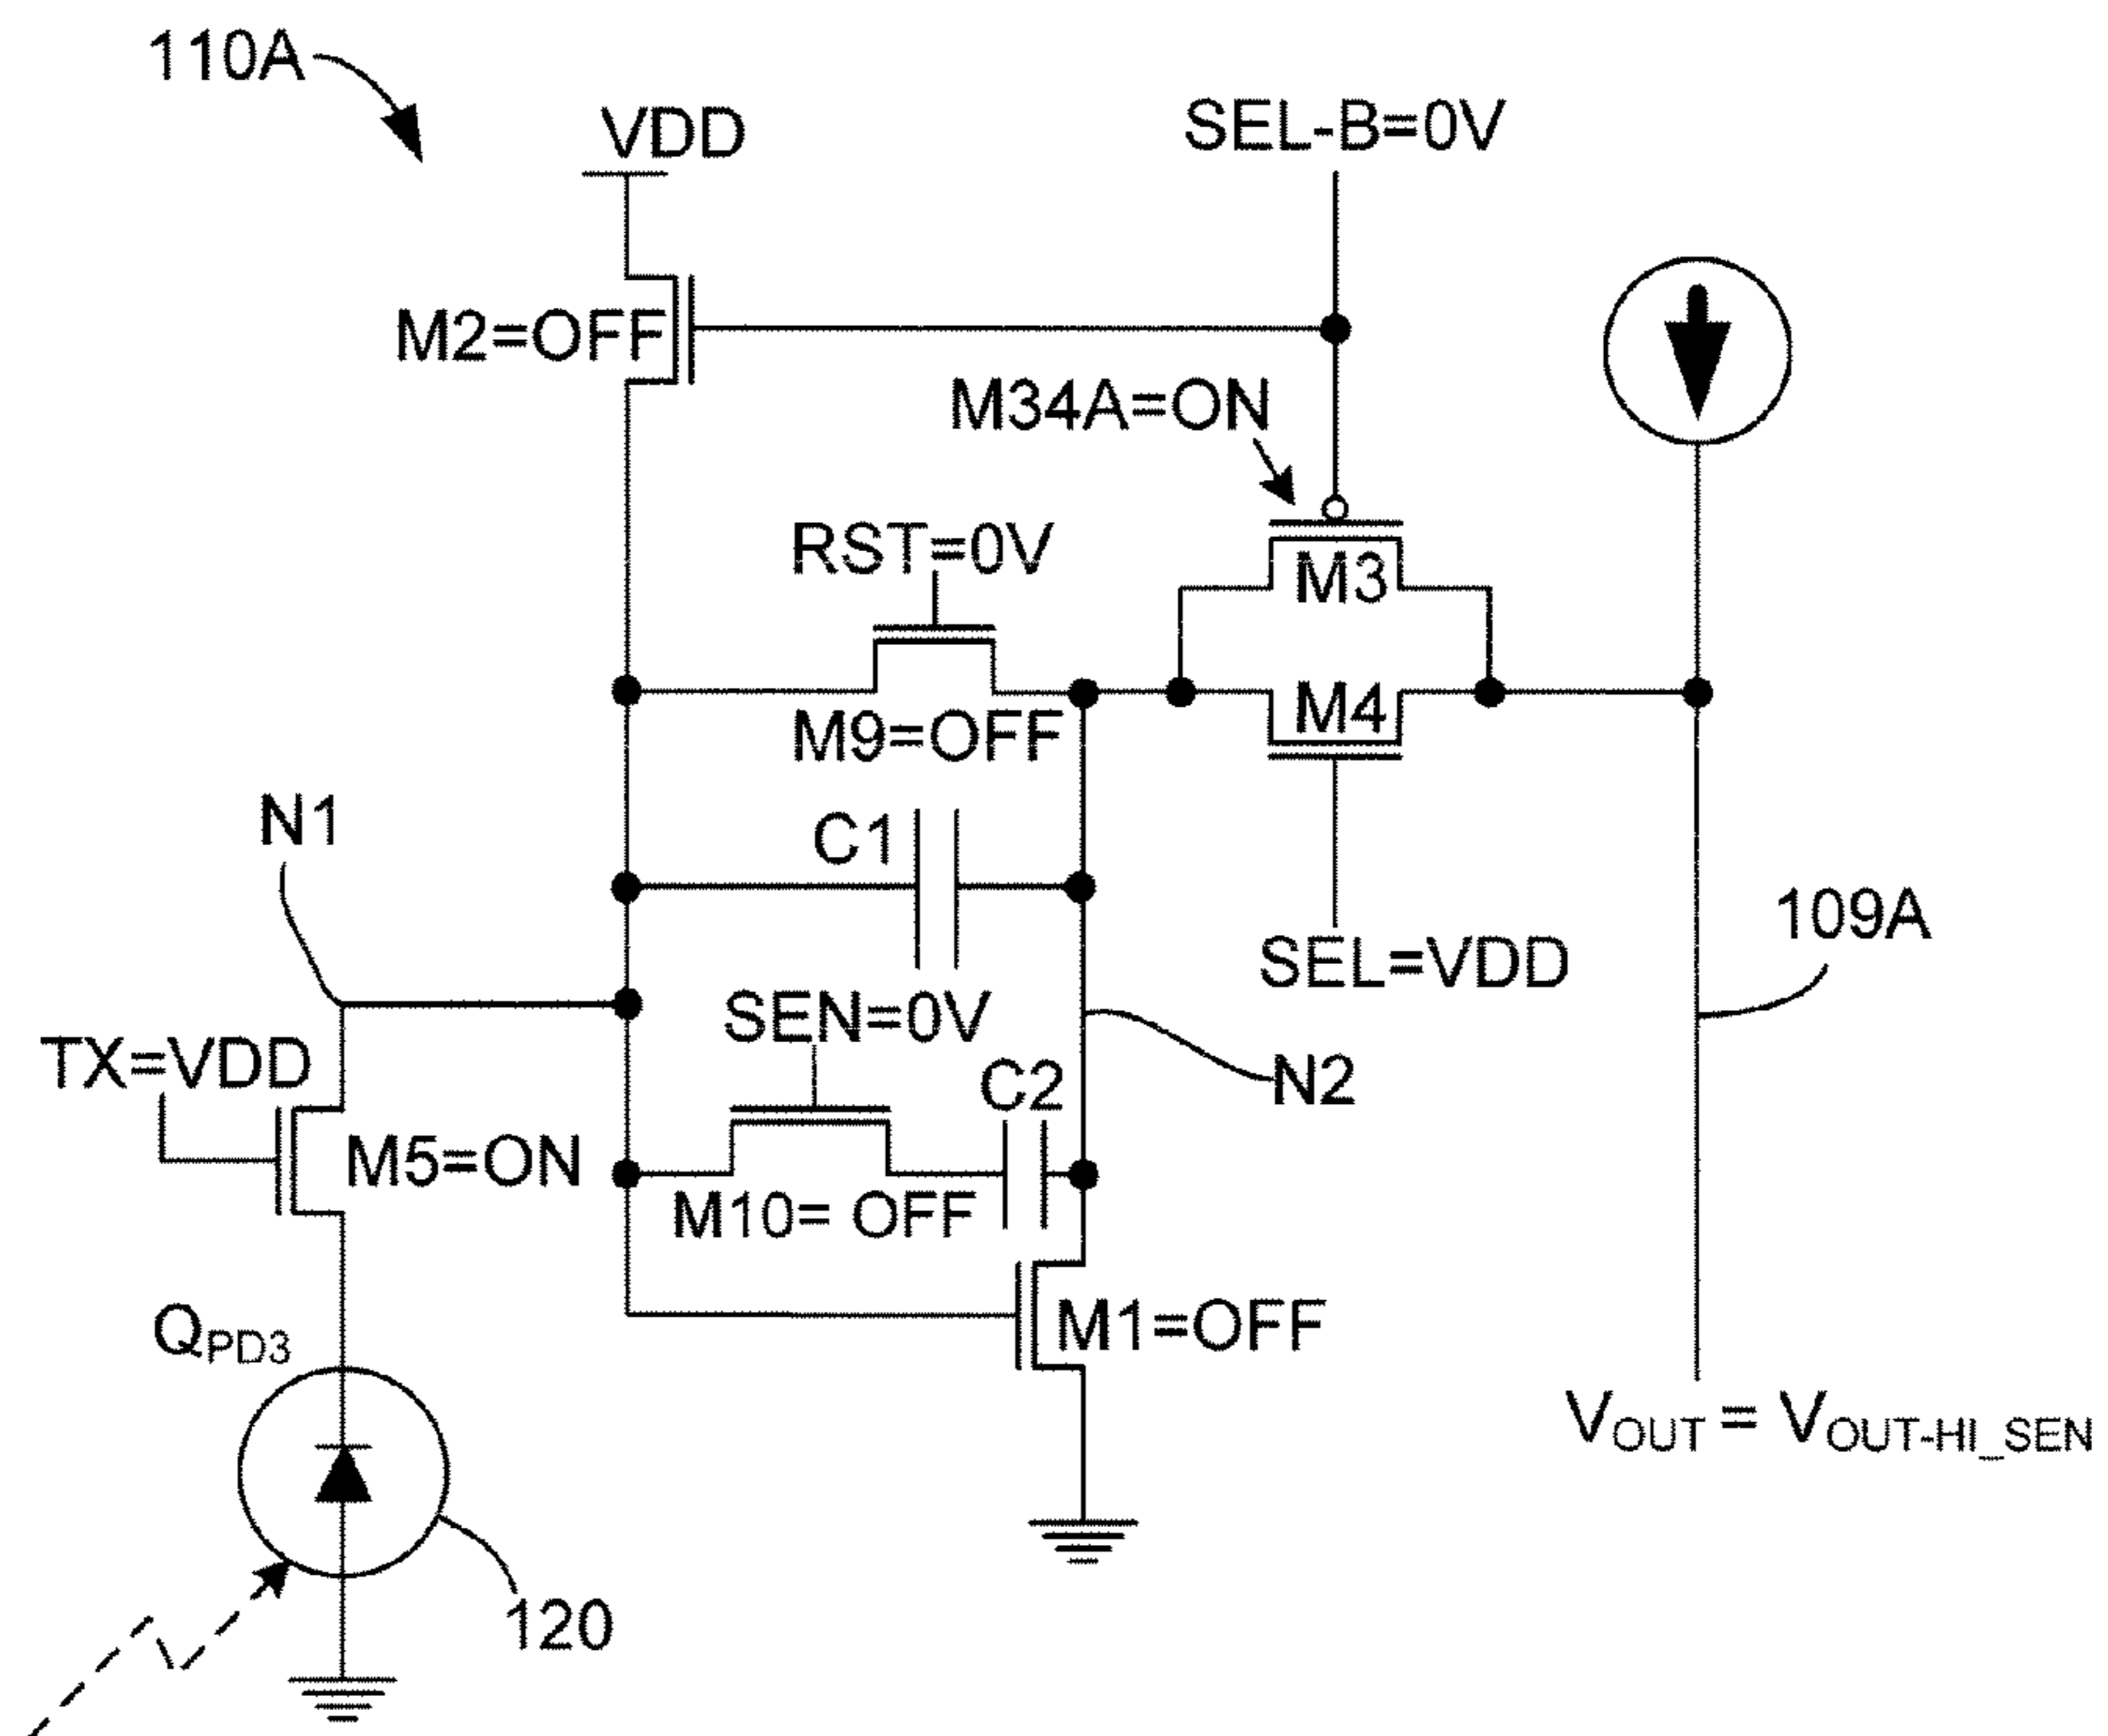 110A
VDD
SEL-B=0V
M2=OFF
M34A=ON
RST=0V
M3
M4
M9=OFF
N1
C1
109A
SEL=VDD
SEN=0V
TX=VDD
C2
N2
M5=ON
M10= OFF
QPD3
M1=OFF
VOUT = VOUT-HI_SEN
120